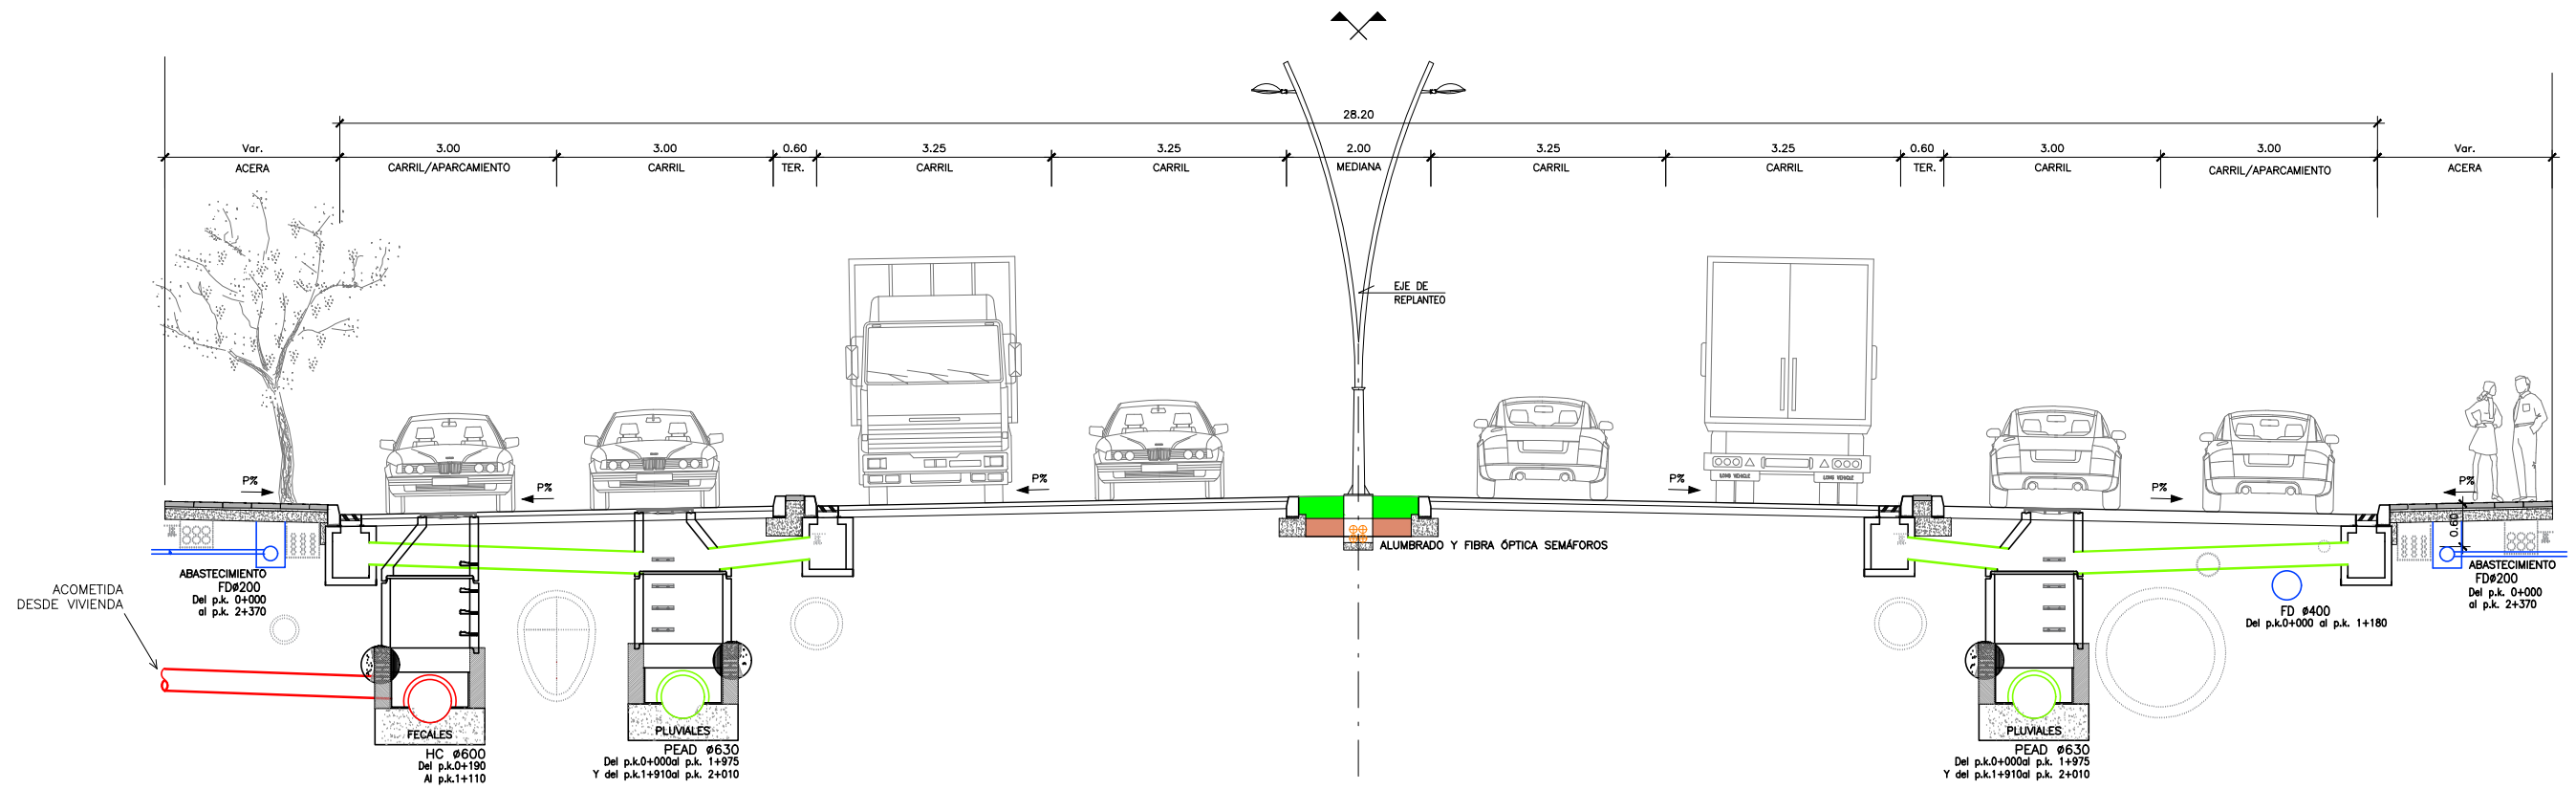 28.20
Var. 3.00 3.00 0.60 3.25 3.25 2.00 3.25 3.25 0.60 3.00 3.00 Var.
ACERA CARRIL/APARCAMIENTO CARRIL TER. CARRIL CARRIL MEDIANA CARRIL CARRIL TER. CARRIL CARRIL/APARCAMIENTO ACERA
EJE DE
REPLANTEO
LONG VEHICLE LONG VEHICLE
P% P% P% P% P% P%
0.60
ALUMBRADO Y FIBRA ÓPTICA SEMÁFOROS
ABASTECIMIENTO
FDø200
Del p.k. 0+000
al p.k. 2+370
ACOMETIDA
DESDE VIVIENDA
ABASTECIMIENTO
FDø200
Del p.k. 0+000
al p.k. 2+370
FD ø400
Del p.k.0+000 al p.k. 1+180
FECALES
HC ø600
Del p.k.0+190
Al p.k.1+110
PLUVIALES
PEAD ø630
Del p.k.0+000al p.k. 1+975
Y del p.k.1+910al p.k. 2+010
PLUVIALES
PEAD ø630
Del p.k.0+000al p.k. 1+975
Y del p.k.1+910al p.k. 2+010